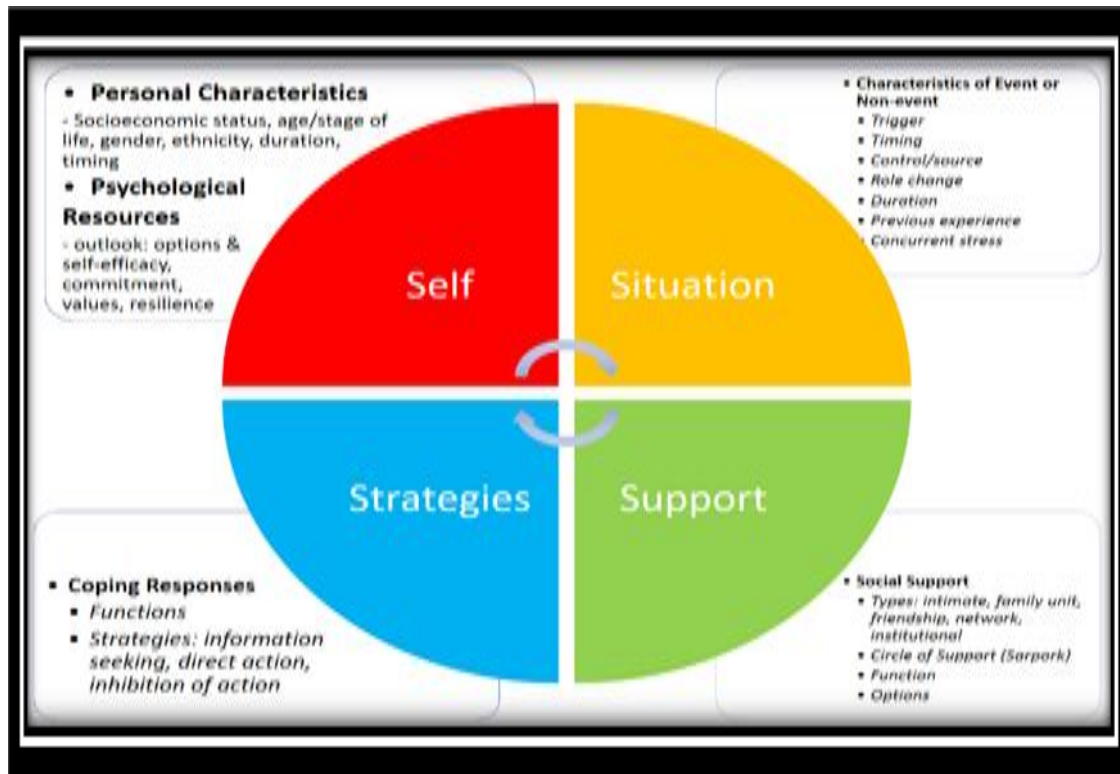 • Personal Characteristics
- Socioeconomic status, age/stage of
life, gender, ethnicity, duration,
timing
• Psychological
Resources
- outlook: options &
self-efficacy,
commitment,
values, resilience
▪ Characteristics of Event or
Non-event
▪ Trigger
▪ Timing
▪ Control/source
▪ Role change
▪ Duration
▪ Previous experience
▪ Concurrent stress
Self
Situation
Strategies
Support
▪ Coping Responses
▪ Functions
▪ Strategies: information
seeking, direct action,
inhibition of action
▪ Social Support
▪ Types: intimate, family unit,
friendship, network,
institutional
▪ Circle of Support (Sarpork)
▪ Function
▪ Options